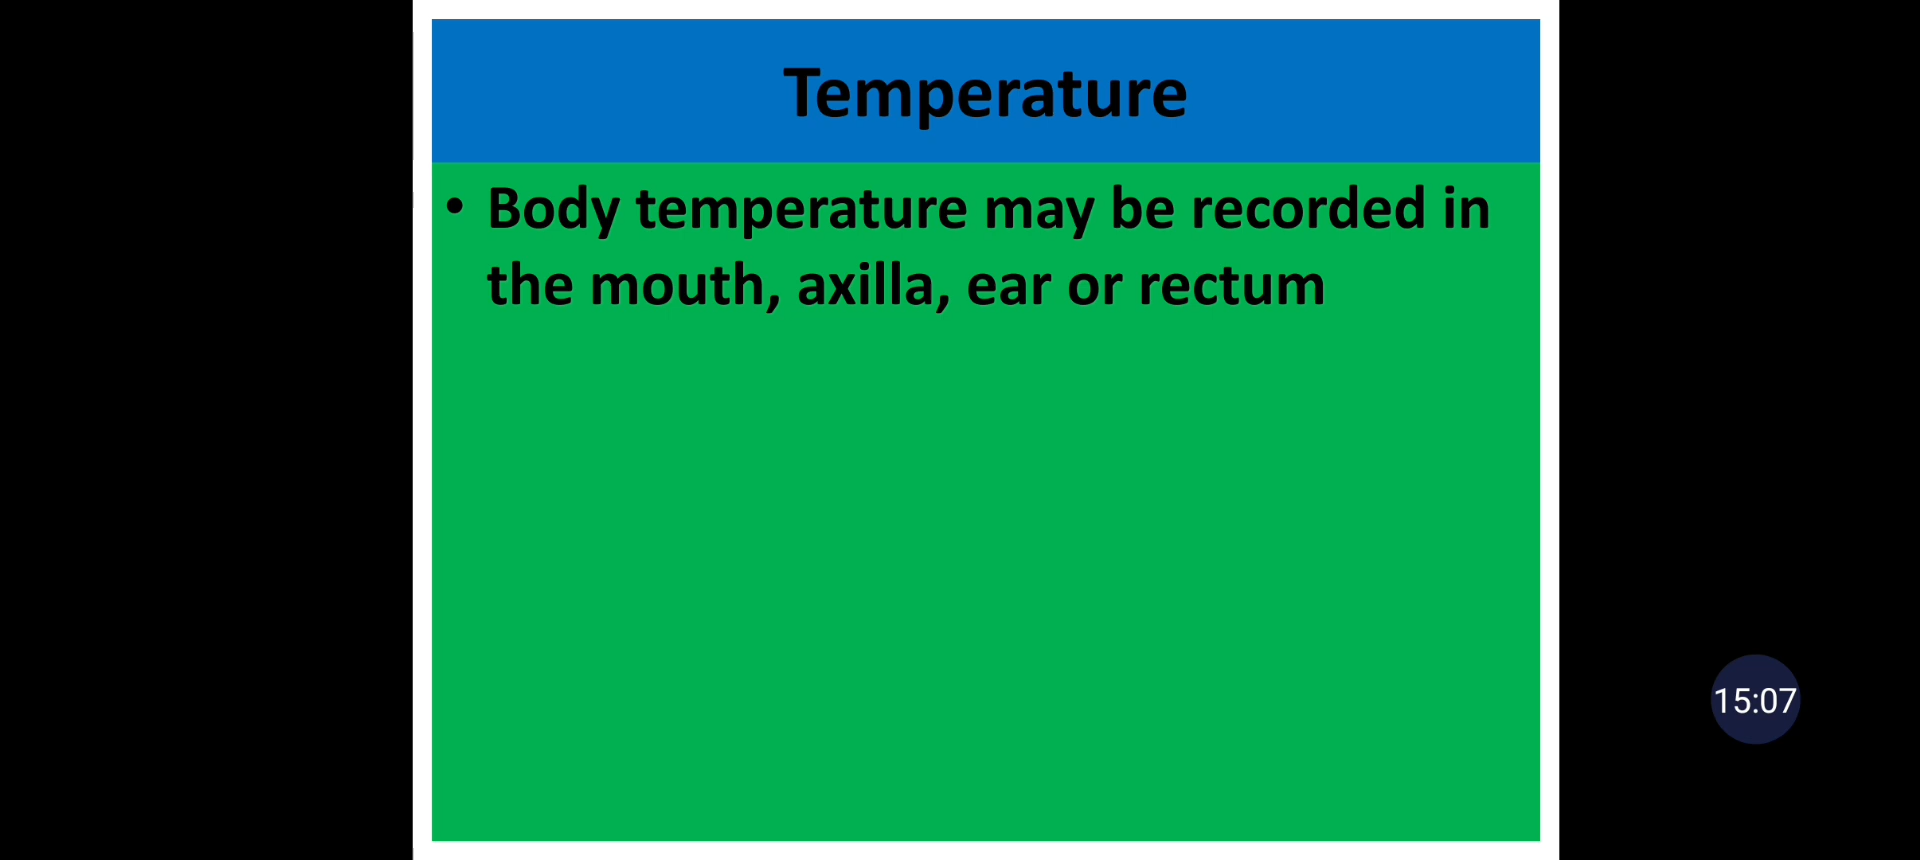 Temperature
• Body temperature may be recorded in
the mouth, axilla, ear or rectum
15:07